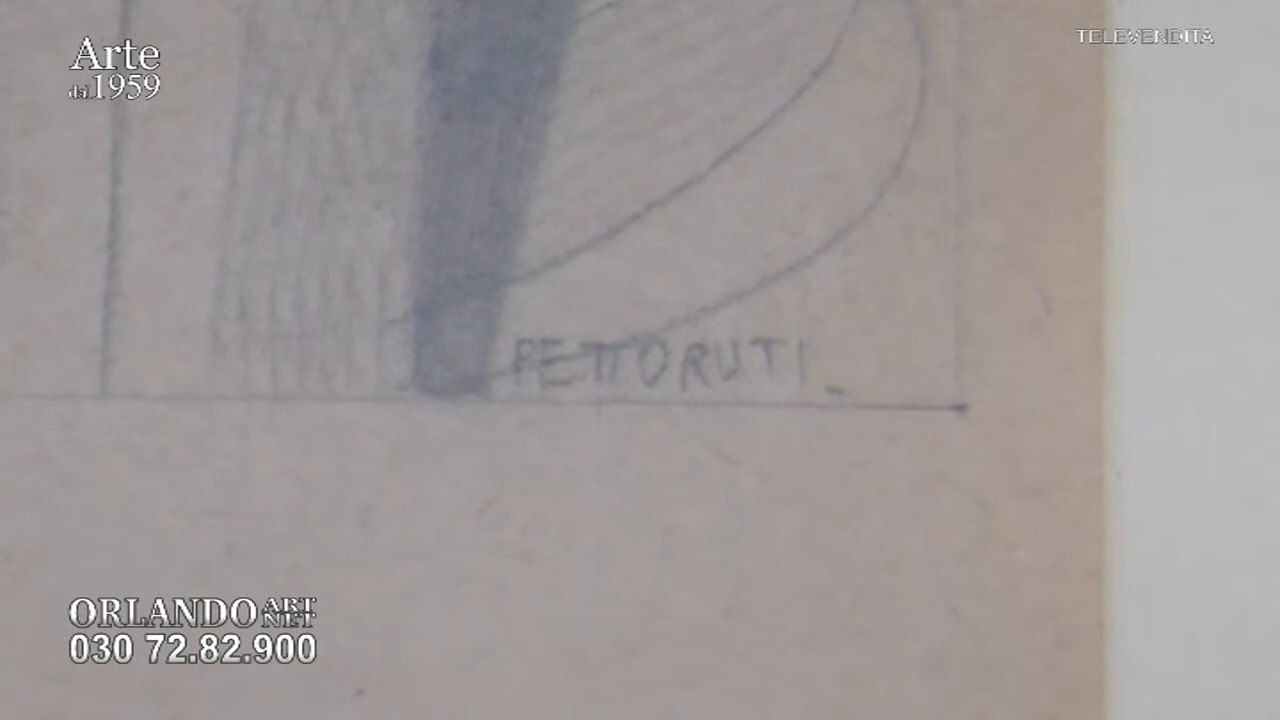 Arte
dal 1959
TELEVENDITA
PETTORUTI
ORLANDO ART NET
030 72.82.900